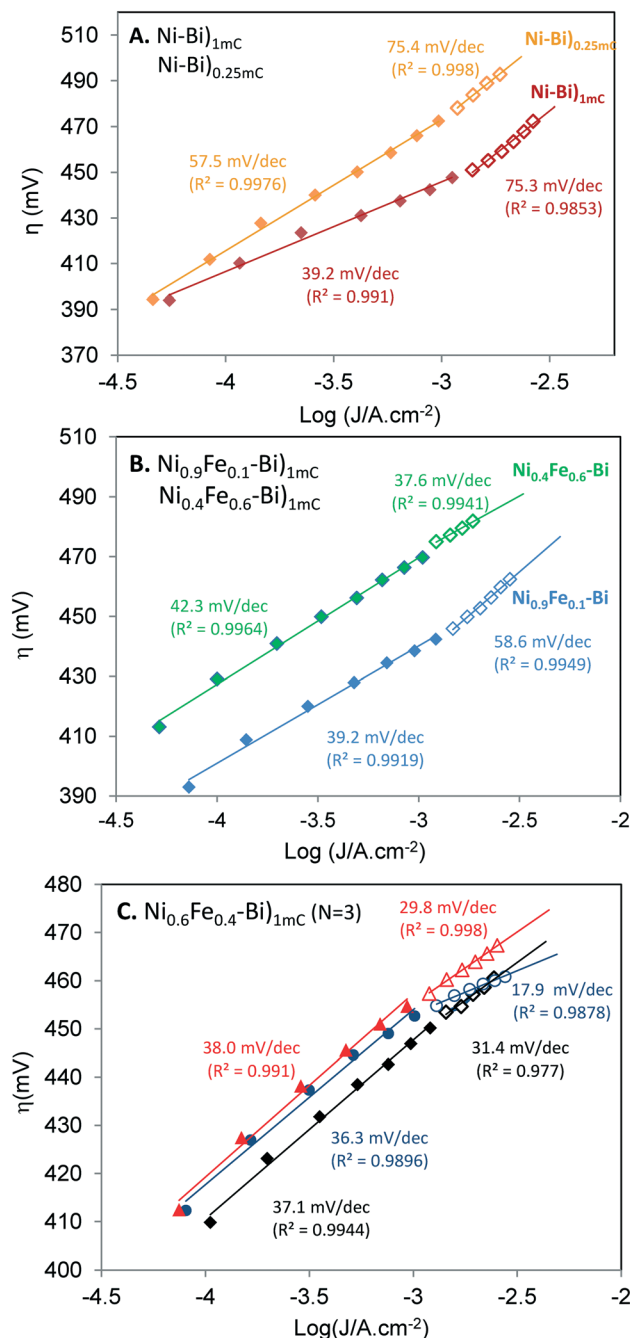 A. Ni-Bi)1mC
Ni-Bi)0.25mC
75.4 mV/dec
(R² = 0.998)
Ni-Bi)0.25mC
Ni-Bi)1mC
57.5 mV/dec
(R² = 0.9976)
75.3 mV/dec
(R² = 0.9853)
39.2 mV/dec
(R² = 0.991)
510
490
470
450
430
410
390
370
η (mV)
-4.5
-4
-3.5
-3
-2.5
Log (J/A.cm-2)
B. Ni0.9Fe0.1-Bi)1mC
Ni0.4Fe0.6-Bi)1mC
37.6 mV/dec
(R² = 0.9941)
Ni0.4Fe0.6-Bi
Ni0.9Fe0.1-Bi
42.3 mV/dec
(R² = 0.9964)
58.6 mV/dec
(R² = 0.9949)
39.2 mV/dec
(R² = 0.9919)
510
490
470
450
430
410
390
η (mV)
-4.5
-4
-3.5
-3
-2.5
-2
Log (J/A.cm-2)
C. Ni0.6Fe0.4-Bi)1mC (N=3)
29.8 mV/dec
(R² = 0.998)
17.9 mV/dec
(R² = 0.9878)
38.0 mV/dec
(R² = 0.991)
31.4 mV/dec
(R² = 0.977)
36.3 mV/dec
(R² = 0.9896)
37.1 mV/dec
(R² = 0.9944)
480
470
460
450
440
430
420
410
400
η(mV)
-4.5
-4
-3.5
-3
-2.5
-2
Log(J/A.cm-2)